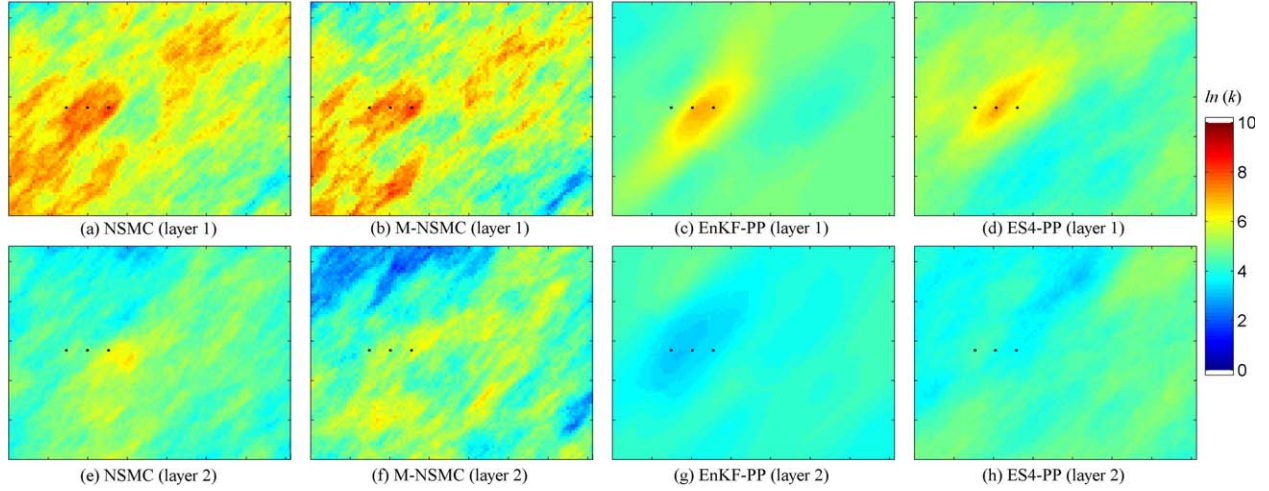 (a) NSMC (layer 1)
(b) M-NSMC (layer 1)
(c) EnKF-PP (layer 1)
(d) ES4-PP (layer 1)
ln (k)
10
8
6
4
2
0
(e) NSMC (layer 2)
(f) M-NSMC (layer 2)
(g) EnKF-PP (layer 2)
(h) ES4-PP (layer 2)